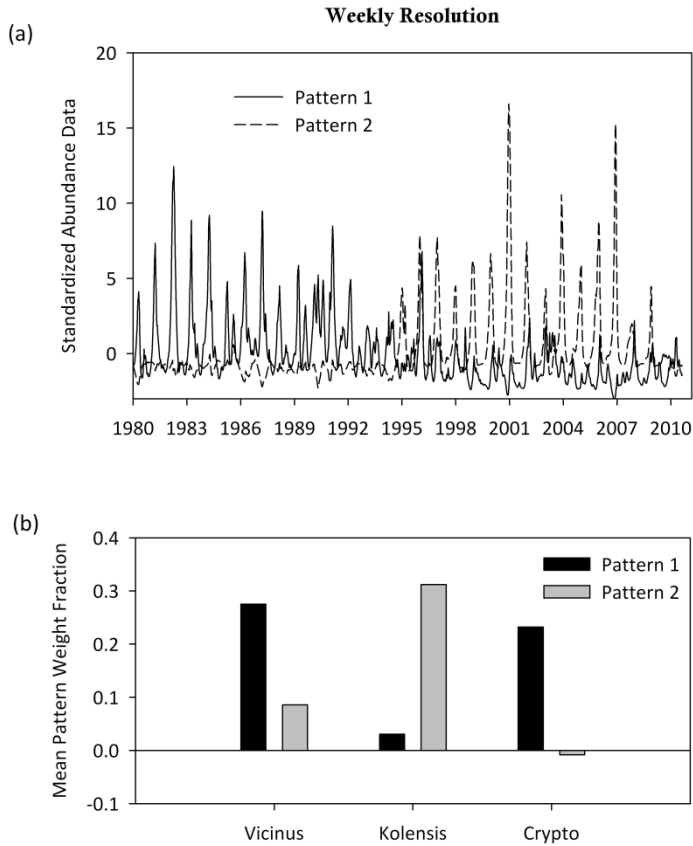 Weekly Resolution
(a)
Standardized Abundance Data
20
15
10
5
0
Pattern 1
Pattern 2
1980 1983 1986 1989 1992 1995 1998 2001 2004 2007 2010
(b)
Mean Pattern Weight Fraction
0.4
0.3
0.2
0.1
0.0
-0.1
Pattern 1
Pattern 2
Vicinus Kolensis Crypto